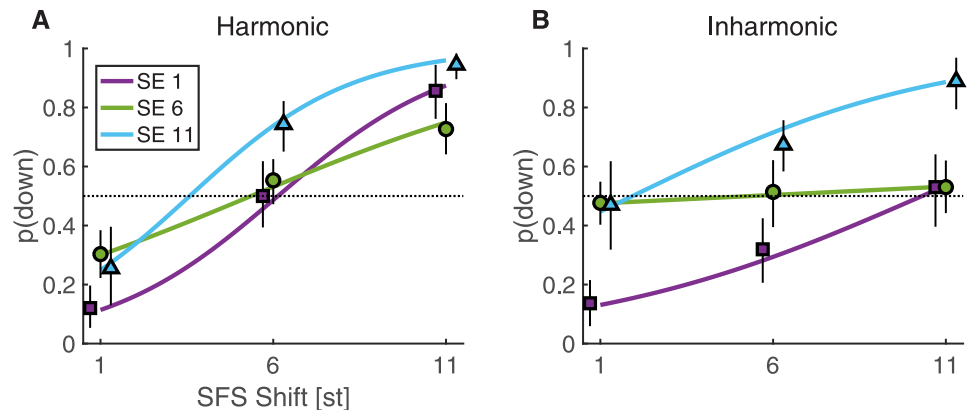 A
Harmonic
p(down)
1
0.8
0.6
0.4
0.2
0
SE 1
SE 6
SE 11
1
6
11
SFS Shift [st]
B
Inharmonic
p(down)
1
0.8
0.6
0.4
0.2
0
1
6
11